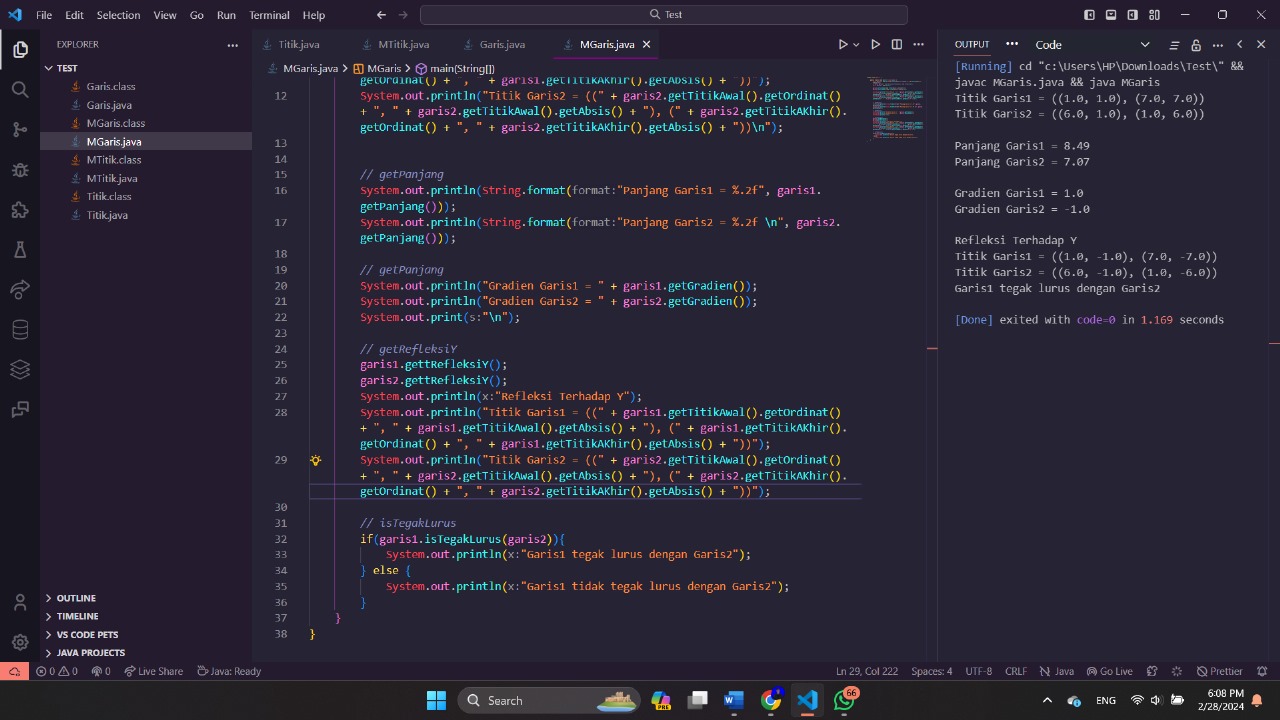 File Edit Selection View Go Run Terminal Help
Test
EXPLORER
TEST
Garis.class
Garis.java
MGaris.class
MGaris.java
MTitik.class
MTitik.java
Titik.class
Titik.java
OUTLINE
TIMELINE
VS CODE PETS
JAVA PROJECTS
Titik.java MTitik.java Garis.java MGaris.java
MGaris.java > MGaris > main(String[])
getOrdinat() + ", " + garis1.getTitikAKhir().getAbsis() + "))");
12 System.out.println("Titik Garis2 = ((" + garis2.getTitikAwal().getOrdinat()
+ ", " + garis2.getTitikAwal().getAbsis() + "), (" + garis2.getTitikAKhir().
getOrdinat() + ", " + garis2.getTitikAKhir().getAbsis() + "))\n");
13
14
15 // getPanjang
16 System.out.println(String.format(format:"Panjang Garis1 = %.2f", garis1.
getPanjang()));
17 System.out.println(String.format(format:"Panjang Garis2 = %.2f \n", garis2.
getPanjang()));
18
19 // getPanjang
20 System.out.println("Gradien Garis1 = " + garis1.getGradien());
21 System.out.println("Gradien Garis2 = " + garis2.getGradien());
22 System.out.print(s:"\n");
23
24 // getRefleksiY
25 garis1.gettRefleksiY();
26 garis2.gettRefleksiY();
27 System.out.println(x:"Refleksi Terhadap Y");
28 System.out.println("Titik Garis1 = ((" + garis1.getTitikAwal().getOrdinat()
+ ", " + garis1.getTitikAwal().getAbsis() + "), (" + garis1.getTitikAKhir().
getOrdinat() + ", " + garis1.getTitikAKhir().getAbsis() + "))");
29 System.out.println("Titik Garis2 = ((" + garis2.getTitikAwal().getOrdinat()
+ ", " + garis2.getTitikAwal().getAbsis() + "), (" + garis2.getTitikAKhir().
getOrdinat() + ", " + garis2.getTitikAKhir().getAbsis() + "))");
30
31 // isTegakLurus
32 if(garis1.isTegakLurus(garis2)){
33 System.out.println(x:"Garis1 tegak lurus dengan Garis2");
34 } else {
35 System.out.println(x:"Garis1 tidak tegak lurus dengan Garis2");
36 }
37 }
38 }
OUTPUT ... Code
[Running] cd "c:\Users\HP\Downloads\Test\" &&
javac MGaris.java && java MGaris
Titik Garis1 = ((1.0, 1.0), (7.0, 7.0))
Titik Garis2 = ((6.0, 1.0), (1.0, 6.0))
Panjang Garis1 = 8.49
Panjang Garis2 = 7.07
Gradien Garis1 = 1.0
Gradien Garis2 = -1.0
Refleksi Terhadap Y
Titik Garis1 = ((1.0, -1.0), (7.0, -7.0))
Titik Garis2 = ((6.0, -1.0), (1.0, -6.0))
Garis1 tegak lurus dengan Garis2
[Done] exited with code=0 in 1.169 seconds
0 0 0 Live Share Java: Ready Ln 29, Col 222 Spaces: 4 UTF-8 CRLF Java Go Live Prettier
Search PRE 66 ENG 6:08 PM
2/28/2024